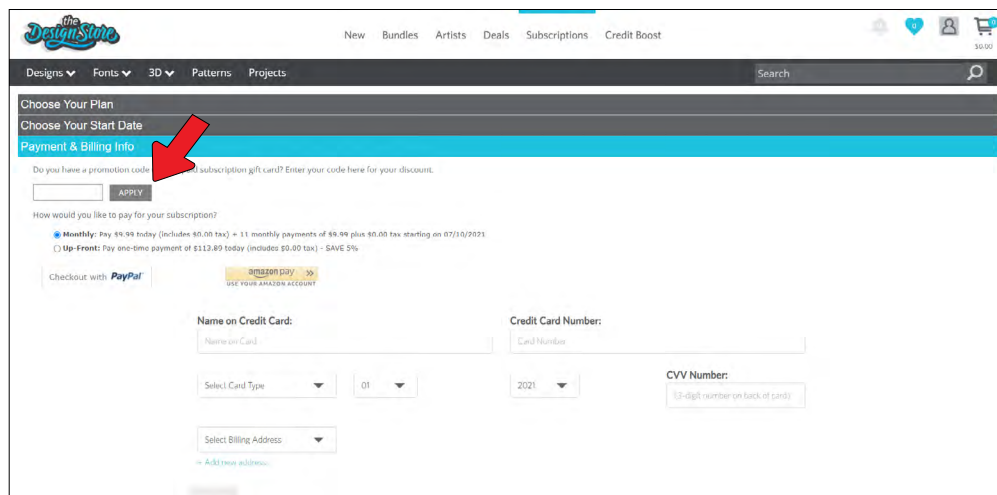 the
Design Store
New Bundles Artists Deals Subscriptions Credit Boost
0
0
$0.00
Designs Fonts 3D Patterns Projects
Search
Choose Your Plan
Choose Your Start Date
Payment & Billing Info
Do you have a promotion code subscription gift card? Enter your code here for your discount.
APPLY
How would you like to pay for your subscription?
Monthly: Pay $9.99 today (includes $0.00 tax) + 11 monthly payments of $9.99 plus $0.00 tax starting on 07/10/2021
Up-Front: Pay one-time payment of $113.89 today (includes $0.00 tax) - SAVE 5%
Checkout with PayPal
amazon pay
USE YOUR AMAZON ACCOUNT
Name on Credit Card: Credit Card Number:
Name on Card Card Number
CVV Number:
Select Card Type 01 2021
(3-digit number on back of card)
Select Billing Address
+ Add new address